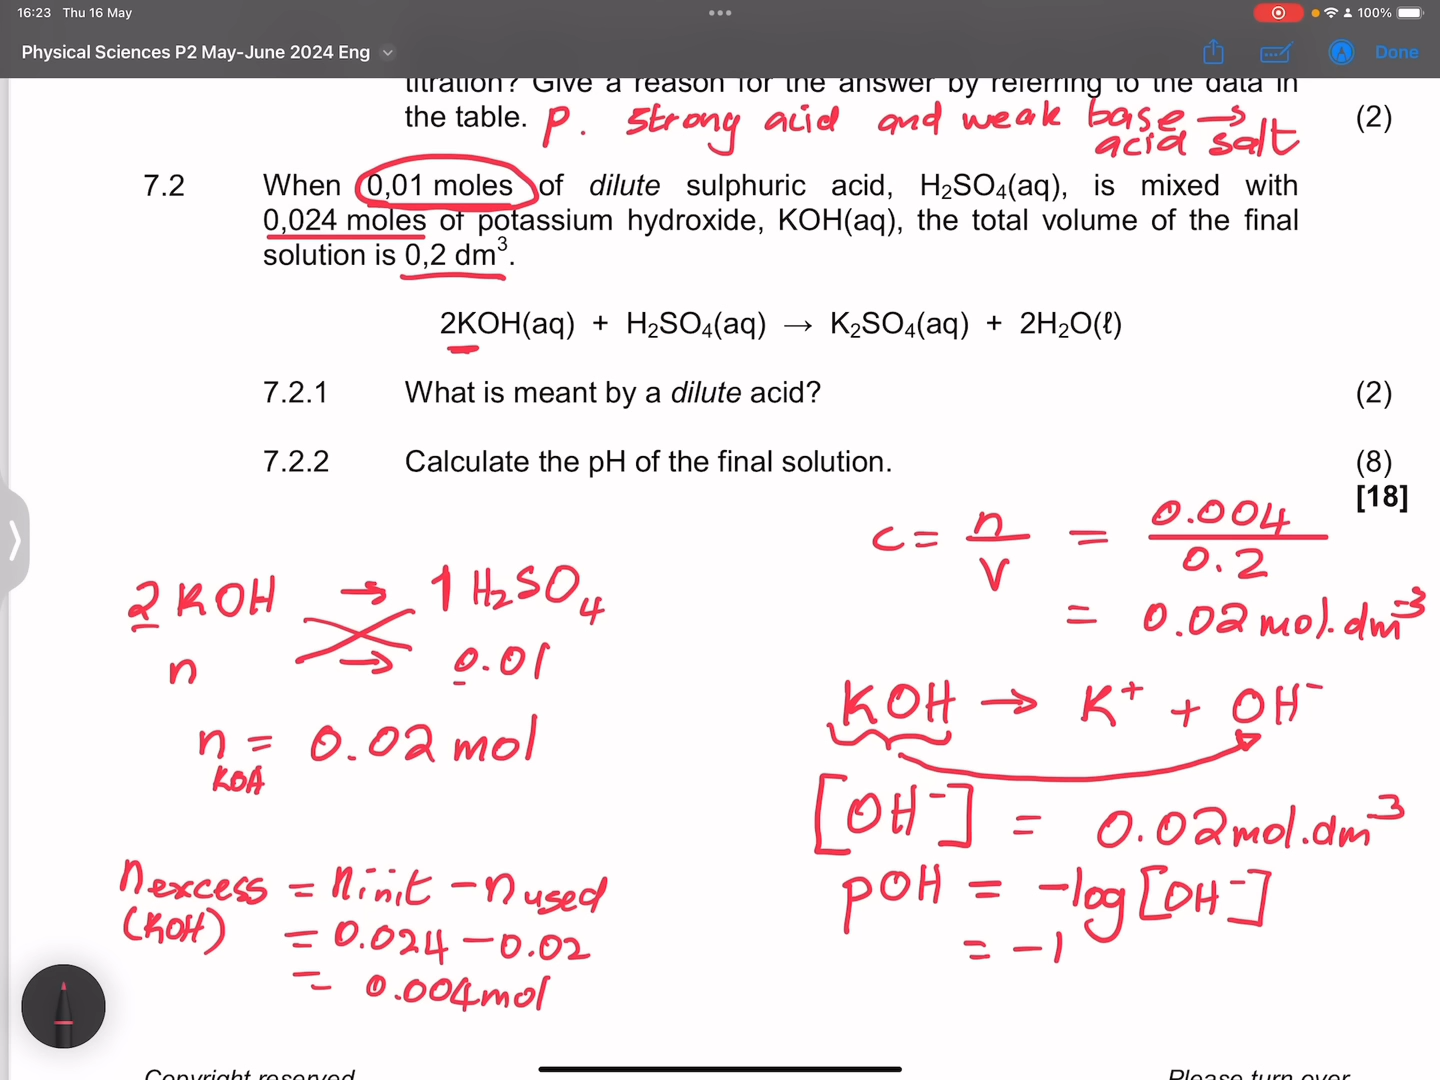 16:23 Thu 16 May
100%
Physical Sciences P2 May-June 2024 Eng
Done
titration? Give a reason for the answer by referring to the data in
the table. (2)
P. strong acid and weak base →
acid salt
7.2 When 0,01 moles of dilute sulphuric acid, H₂SO₄(aq), is mixed with
0,024 moles of potassium hydroxide, KOH(aq), the total volume of the final
solution is 0,2 dm³.
2KOH(aq) + H₂SO₄(aq) → K₂SO₄(aq) + 2H₂O(ℓ)
7.2.1 What is meant by a dilute acid? (2)
7.2.2 Calculate the pH of the final solution. (8)
[18]
2 KOH → 1 H₂SO₄
n → 0.01
n = 0.02 mol
KOH
n excess = n init - n used
(KOH) = 0.024 - 0.02
= 0.004 mol
c = n/V = 0.004/0.2
= 0.02 mol.dm⁻³
KOH → K⁺ + OH⁻
[OH⁻] = 0.02 mol.dm⁻³
pOH = -log[OH⁻]
= -1
Copyright reserved Please turn over